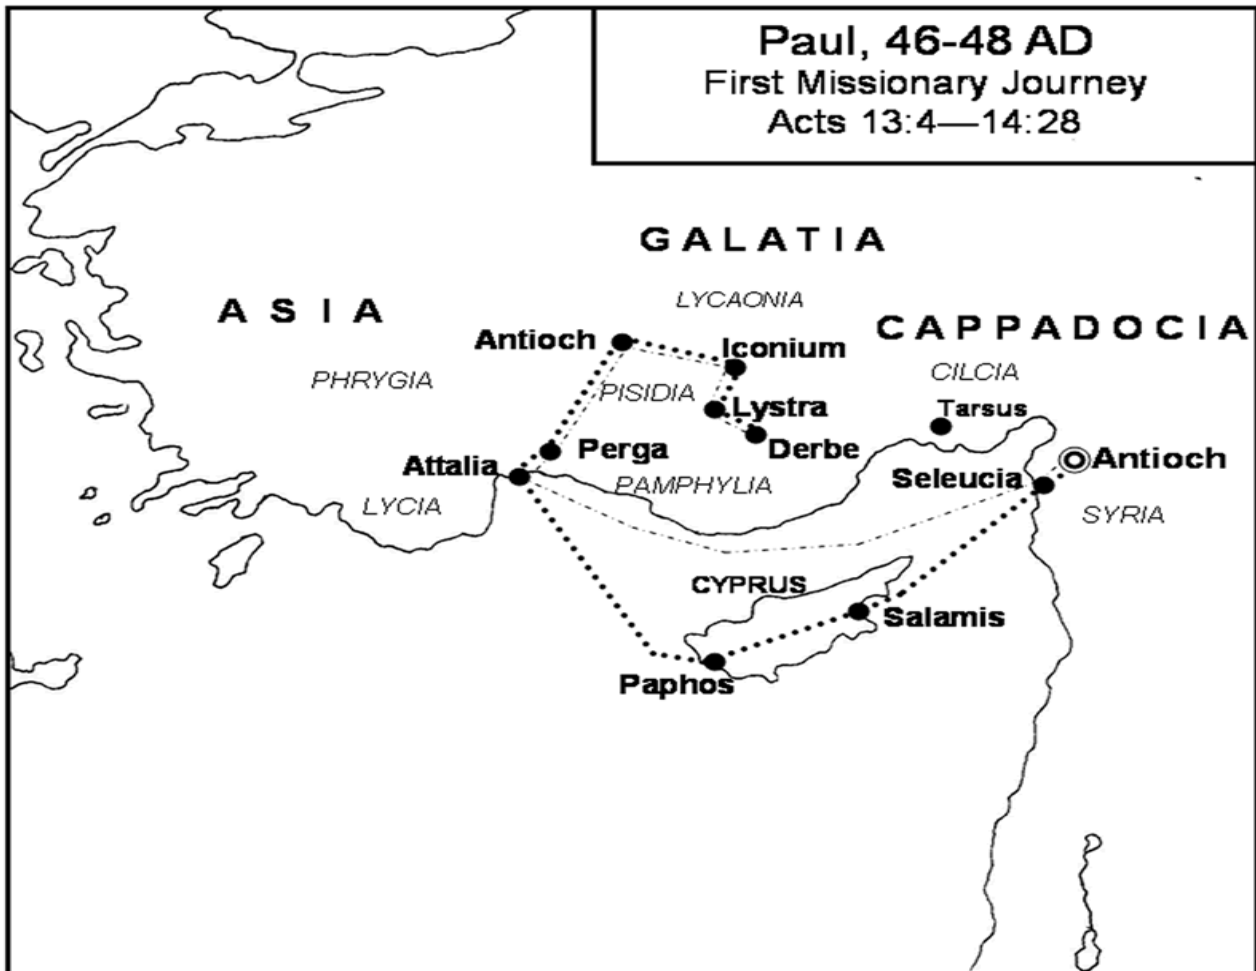 Paul, 46-48 AD
First Missionary Journey
Acts 13:4—14:28
GALATIA
LYCAONIA
ASIA
CAPPADOCIA
Antioch
Iconium
PHRYGIA
PISIDIA
CILCIA
Lystra
Tarsus
Perga
Derbe
Attalia
Antioch
PAMPHYLIA
Seleucia
LYCIA
SYRIA
CYPRUS
Salamis
Paphos